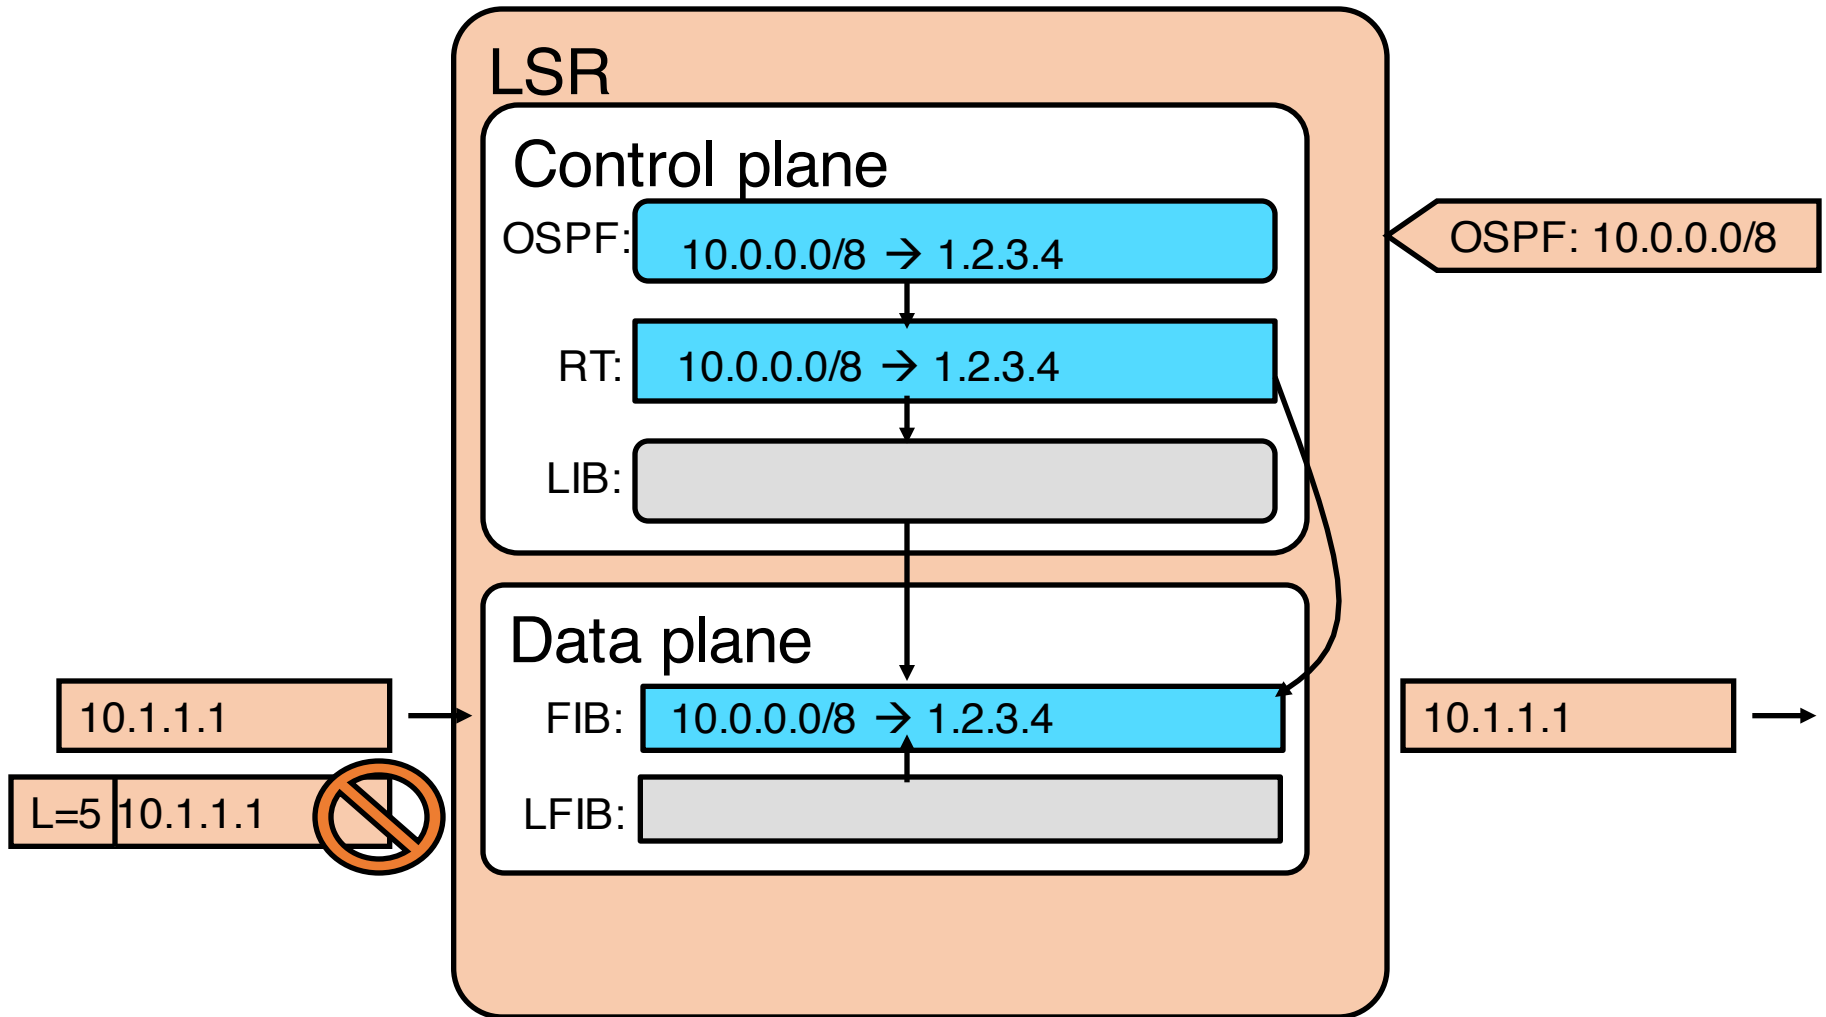 LSR
Control plane
OSPF: 10.0.0.0/8 → 1.2.3.4
OSPF: 10.0.0.0/8
RT: 10.0.0.0/8 → 1.2.3.4
LIB:
Data plane
10.1.1.1
FIB: 10.0.0.0/8 → 1.2.3.4
10.1.1.1
L=5 10.1.1.1
LFIB: